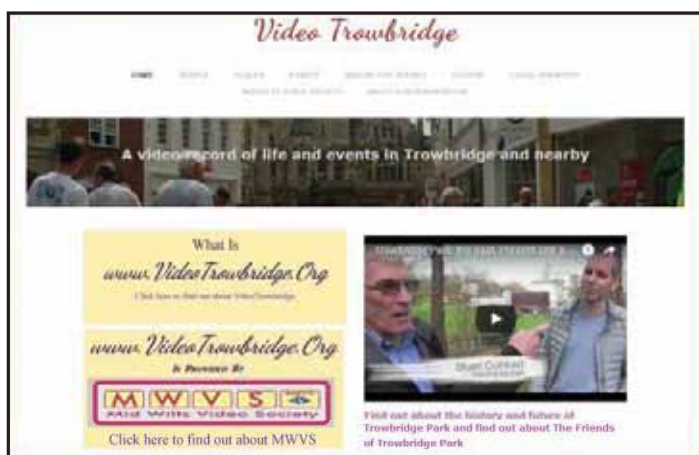 Video Trowbridge
HOME PEOPLE PLACES EVENTS
A video record of life and events in Trowbridge and nearby
What Is
www.VideoTrowbridge.Org
Click here to find out about VideoTrowbridge
www.VideoTrowbridge.Org
Is Provided By
MWVS
Mid Wilts Video Society
Click here to find out about MWVS
Find out about the history and future of
Trowbridge Park and find out about The Friends
of Trowbridge Park